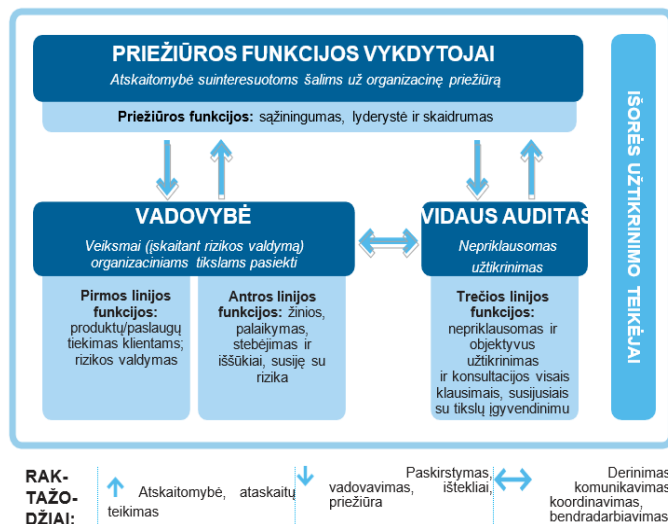 PRIEŽIŪROS FUNKCIJOS VYKDYTOJAI
Atskaitomybė suinteresuotoms šalims už organizacinę priežiūrą
Priežiūros funkcijos: sąžiningumas, lyderystė ir skaidrumas
VADOVYBĖ
Veiksmai (įskaitant rizikos valdymą)
organizaciniams tikslams pasiekti
Pirmos linijos
funkcijos:
produktų/paslaugų
tiekimas klientams;
rizikos valdymas
Antros linijos
funkcijos: žinios,
palaikymas,
stebėjimas ir
iššūkiai, susiję su
rizika
VIDAUS AUDITAS
Nepriklausomas
užtikrinimas
Trečios linijos
funkcijos:
nepriklausomas ir
objektyvus
užtikrinimas
ir konsultacijos visais
klausimais, susijusiais
su tikslų įgyvendinimu
IŠORĖS UŽTIKRINIMO TEIKĖJAI
RAK-
TAŽO-
DŽIAI:
Atskaitomybė, ataskaitų
teikimas
Paskirstymas,
vadovavimas, ištekliai,
priežiūra
Derinimas,
komunikavimas
koordinavimas,
bendradarbiavimas